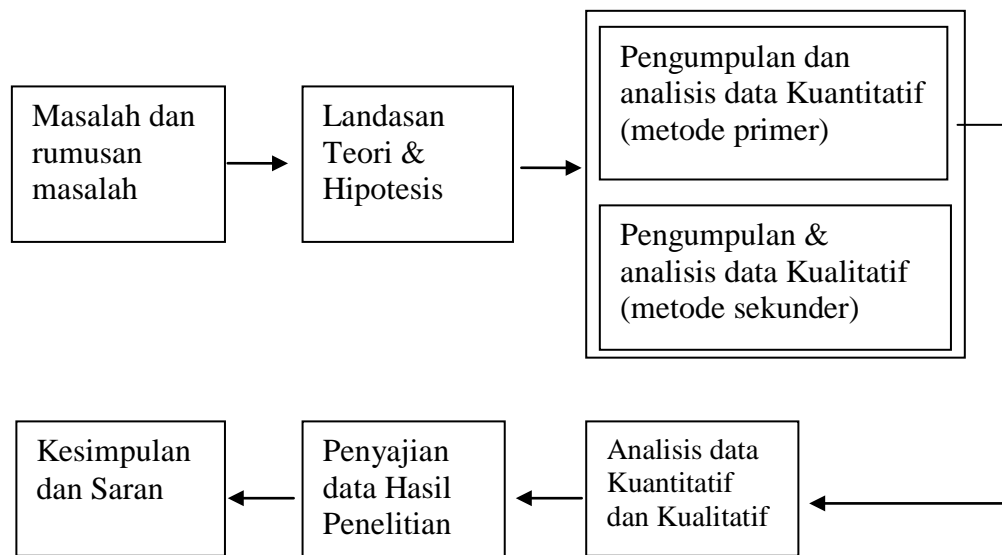 Masalah dan
rumusan
masalah
Landasan
Teori &
Hipotesis
Pengumpulan dan
analisis data Kuantitatif
(metode primer)
Pengumpulan &
analisis data Kualitatif
(metode sekunder)
Analisis data
Kuantitatif
dan Kualitatif
Penyajian
data Hasil
Penelitian
Kesimpulan
dan Saran